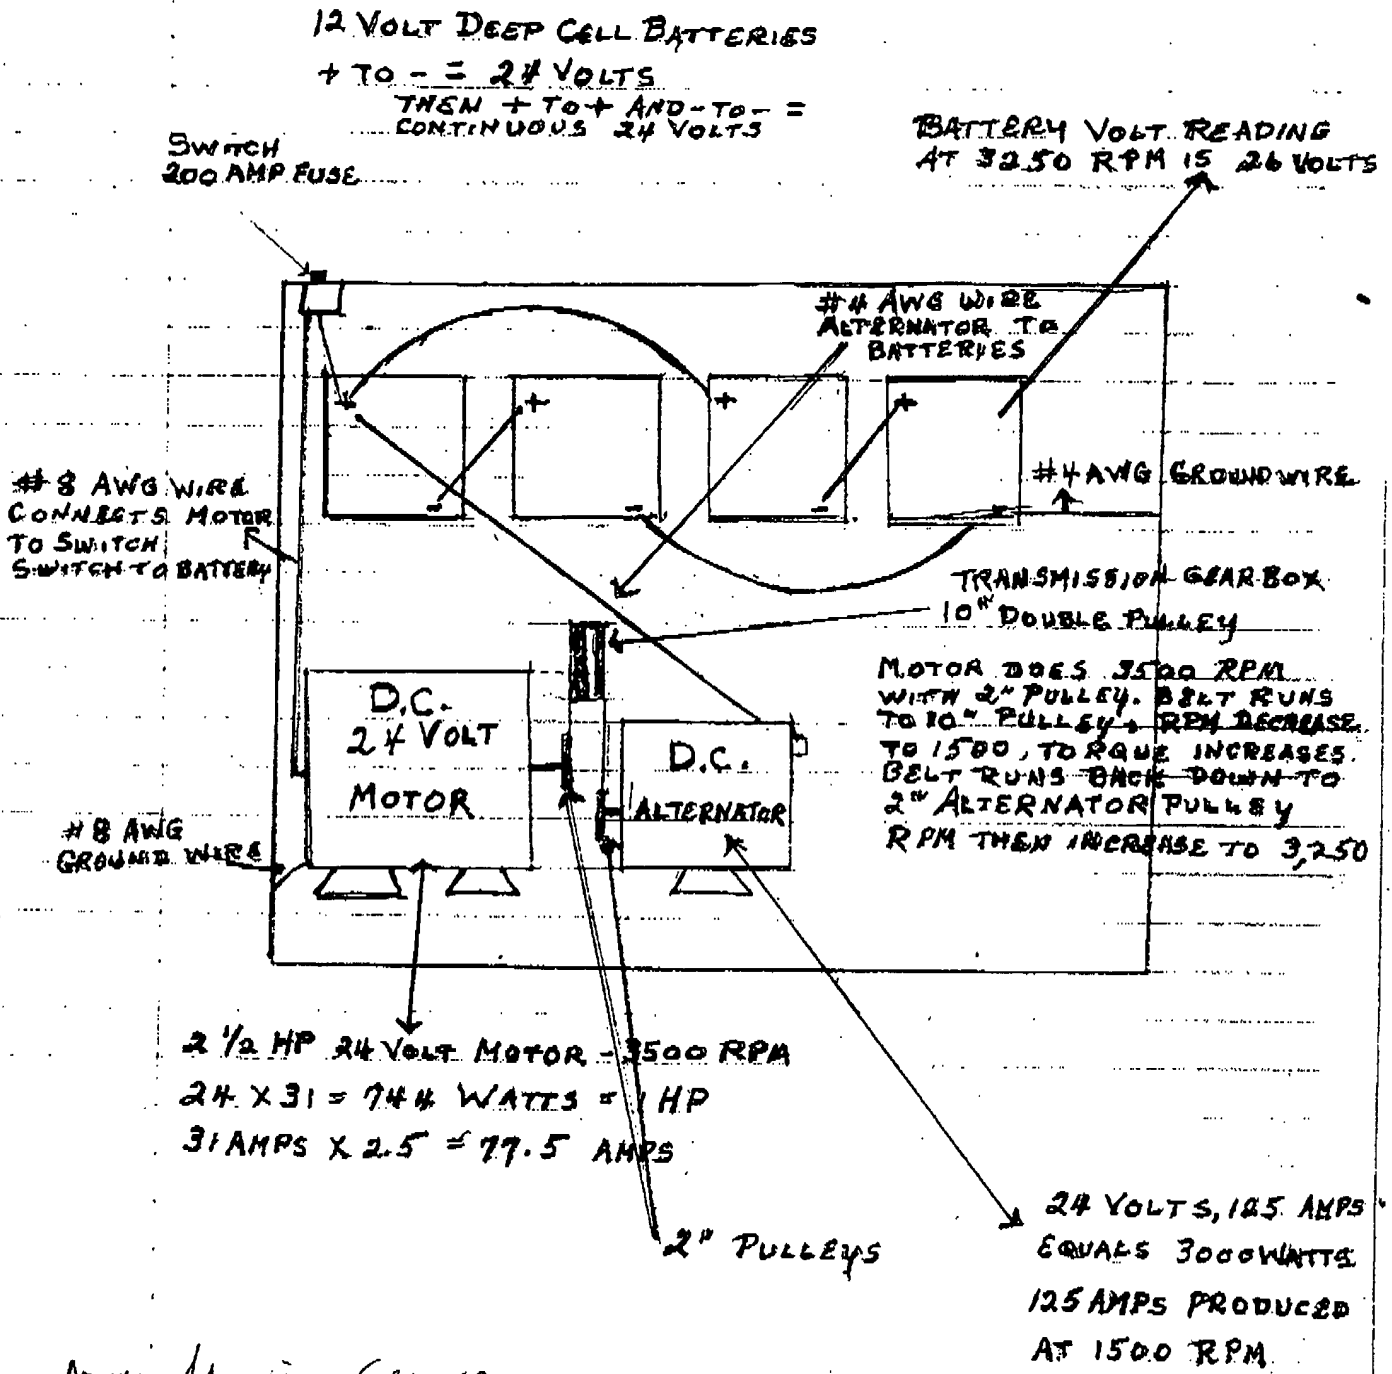 12 VOLT DEEP CELL BATTERIES
+ TO - = 24 VOLTS
THEN + TO + AND - TO - =
CONTINUOUS 24 VOLTS
SWITCH
200 AMP FUSE
BATTERY VOLT READING
AT 3250 RPM IS 26 VOLTS
#4 AWG WIRE
ALTERNATOR TO
BATTERIES
+ + + +
- - - -
#4 AWG GROUND WIRE
#8 AWG WIRE
CONNECTS MOTOR
TO SWITCH
SWITCH TO BATTERY
TRANSMISSION GEAR BOX
10" DOUBLE PULLEY
MOTOR DOES 3500 RPM
WITH 2" PULLEY. BELT RUNS
TO 10" PULLEY, RPM DECREASE
TO 1500, TORQUE INCREASES.
BELT RUNS BACK DOWN TO
2" ALTERNATOR PULLEY
RPM THEN INCREASE TO 3,250
D.C.
24 VOLT
MOTOR
D.C.
ALTERNATOR
#8 AWG
GROUND WIRE
2 1/2 HP 24 VOLT MOTOR - 3500 RPM
24 X 31 = 744 WATTS = 1 HP
31 AMPS X 2.5 = 77.5 AMPS
2" PULLEYS
24 VOLTS, 125 AMPS
EQUALS 3000 WATTS
125 AMPS PRODUCED
AT 1500 RPM